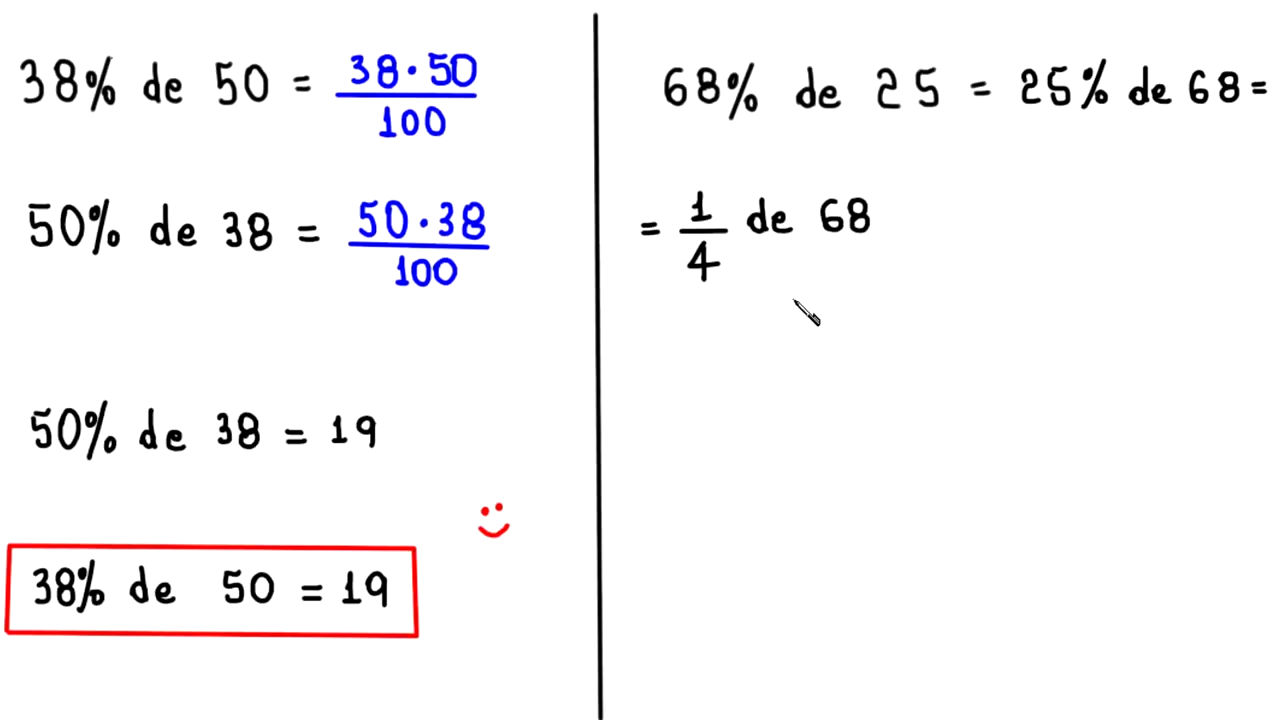 38% de 50 = 38·50
100
50% de 38 = 50·38
100
50% de 38 = 19
38% de 50 = 19
68% de 25 = 25% de 68 =
= 1/4 de 68